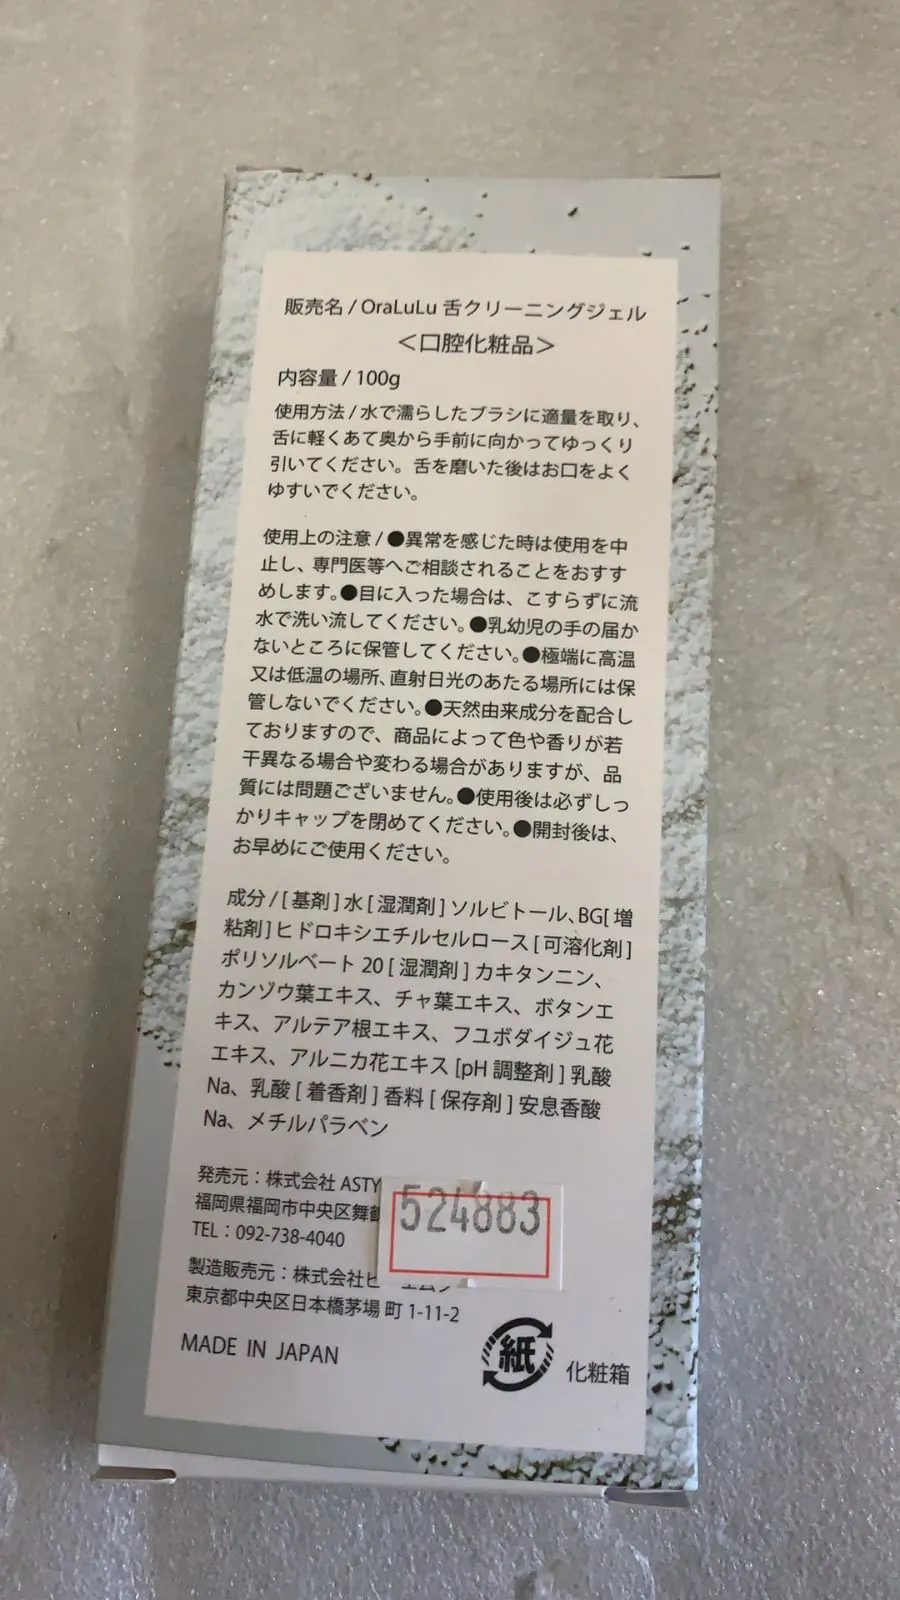 販売名 / OraLuLu 舌クリーニングジェル
＜口腔化粧品＞
内容量 / 100g
使用方法 / 水で濡らしたブラシに適量を取り、
舌に軽くあて奥から手前に向かってゆっくり
引いてください。舌を磨いた後はお口をよく
ゆすいでください。
使用上の注意 / ●異常を感じた時は使用を中
止し、専門医等へご相談されることをおすす
めします。●目に入った場合は、こすらずに流
水で洗い流してください。●乳幼児の手の届か
ないところに保管してください。●極端に高温
又は低温の場所、直射日光のあたる場所には保
管しないでください。●天然由来成分を配合し
ておりますので、商品によって色や香りが若
干異なる場合や変わる場合がありますが、品
質には問題ございません。●使用後は必ずしっ
かりキャップを閉めてください。●開封後は、
お早めにご使用ください。
成分 / [ 基剤 ] 水 [ 湿潤剤 ] ソルビトール、BG[ 増
粘剤 ] ヒドロキシエチルセルロース [ 可溶化剤 ]
ポリソルベート 20 [ 湿潤剤 ] カキタンニン、
カンゾウ葉エキス、チャ葉エキス、ボタンエ
キス、アルテア根エキス、フユボダイジュ花
エキス、アルニカ花エキス [pH 調整剤 ] 乳酸
Na、乳酸 [ 着香剤 ] 香料 [ 保存剤 ] 安息香酸
Na、メチルパラベン
発売元：株式会社 ASTY
福岡県福岡市中央区舞
TEL：092-738-4040
524883
製造販売元：株式会社
東京都中央区日本橋茅場 町 1-11-2
MADE IN JAPAN
紙
化粧箱